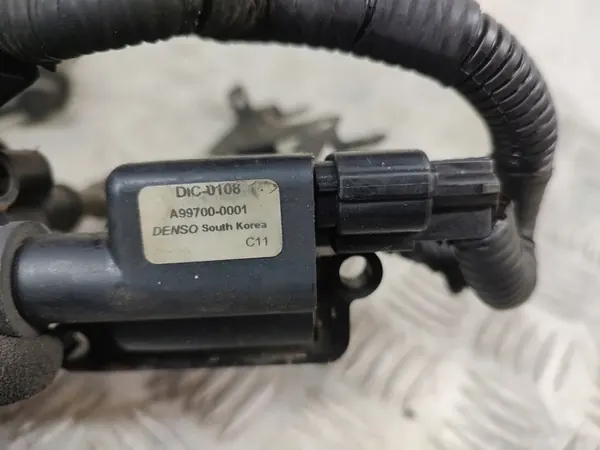 DIC-0108
A99700-0001
DENSO South Korea
C11